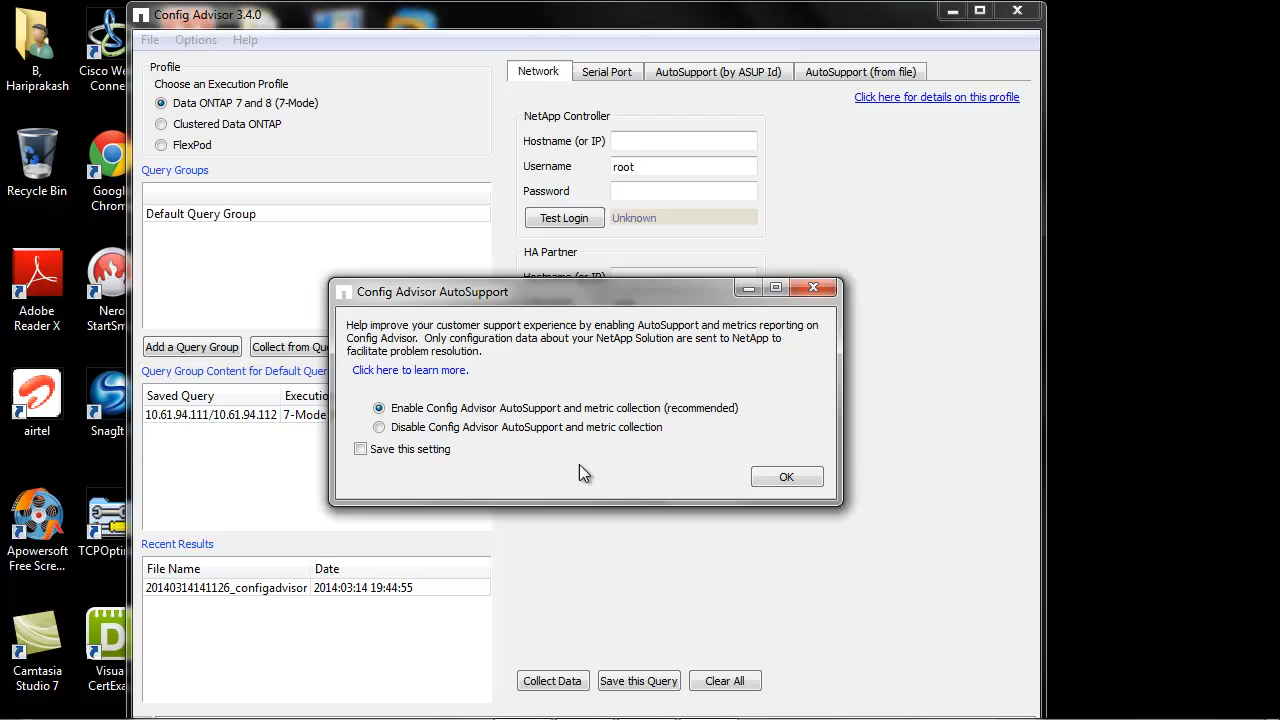 Config Advisor 3.4.0
File Options Help
B,
Hariprakash
Cisco We
Conne
Recycle Bin
Googl
Chrom
Adobe
Reader X
Nero
StartSm
airtel
SnagIt
Apowersoft
Free Scre...
TCPOptin
Camtasia
Studio 7
Visua
CertExa
Profile
Choose an Execution Profile
Data ONTAP 7 and 8 (7-Mode)
Clustered Data ONTAP
FlexPod
Query Groups
Default Query Group
Add a Query Group
Collect from Qu
Query Group Content for Default Quer
Saved Query Executio
10.61.94.111/10.61.94.112 7-Mode
Recent Results
File Name Date
20140314141126_configadvisor 2014:03:14 19:44:55
Network Serial Port AutoSupport (by ASUP Id) AutoSupport (from file)
Click here for details on this profile
NetApp Controller
Hostname (or IP)
Username root
Password
Test Login Unknown
HA Partner
Hostname (or IP)
Config Advisor AutoSupport
Help improve your customer support experience by enabling AutoSupport and metrics reporting on
Config Advisor. Only configuration data about your NetApp Solution are sent to NetApp to
facilitate problem resolution.
Click here to learn more.
Enable Config Advisor AutoSupport and metric collection (recommended)
Disable Config Advisor AutoSupport and metric collection
Save this setting
OK
Collect Data Save this Query Clear All